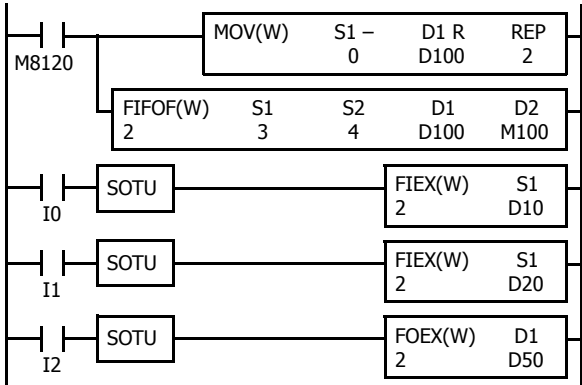 MOV(W) S1 – D1 R REP
0 D100 2
M8120
FIFOF(W) S1 S2 D1 D2
2 3 4 D100 M100
SOTU FIEX(W) S1
2 D10
I0
SOTU FIEX(W) S1
2 D20
I1
SOTU FOEX(W) D1
2 D50
I2